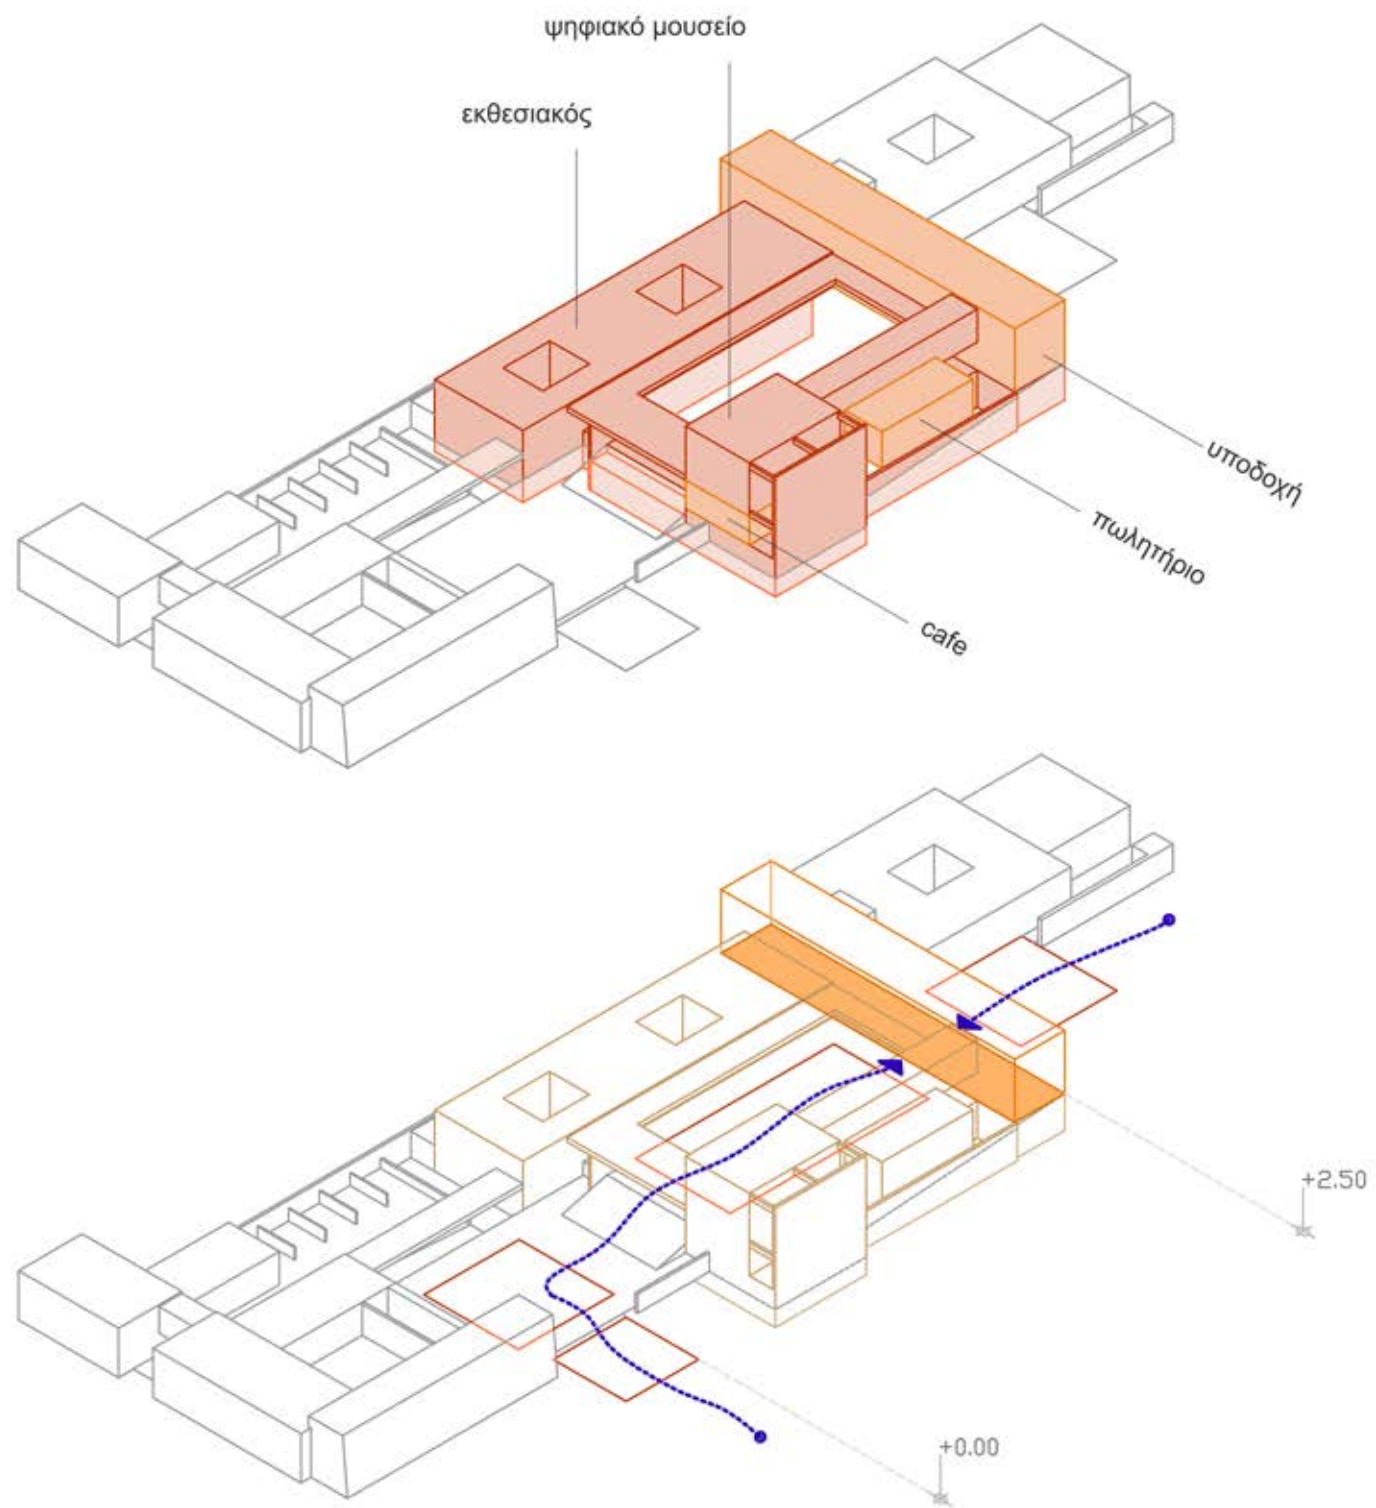 ψηφιακό μουσείο
εκθεσιακός
υποδοχή
πωλητήριο
cafe
+2.50
+0.00